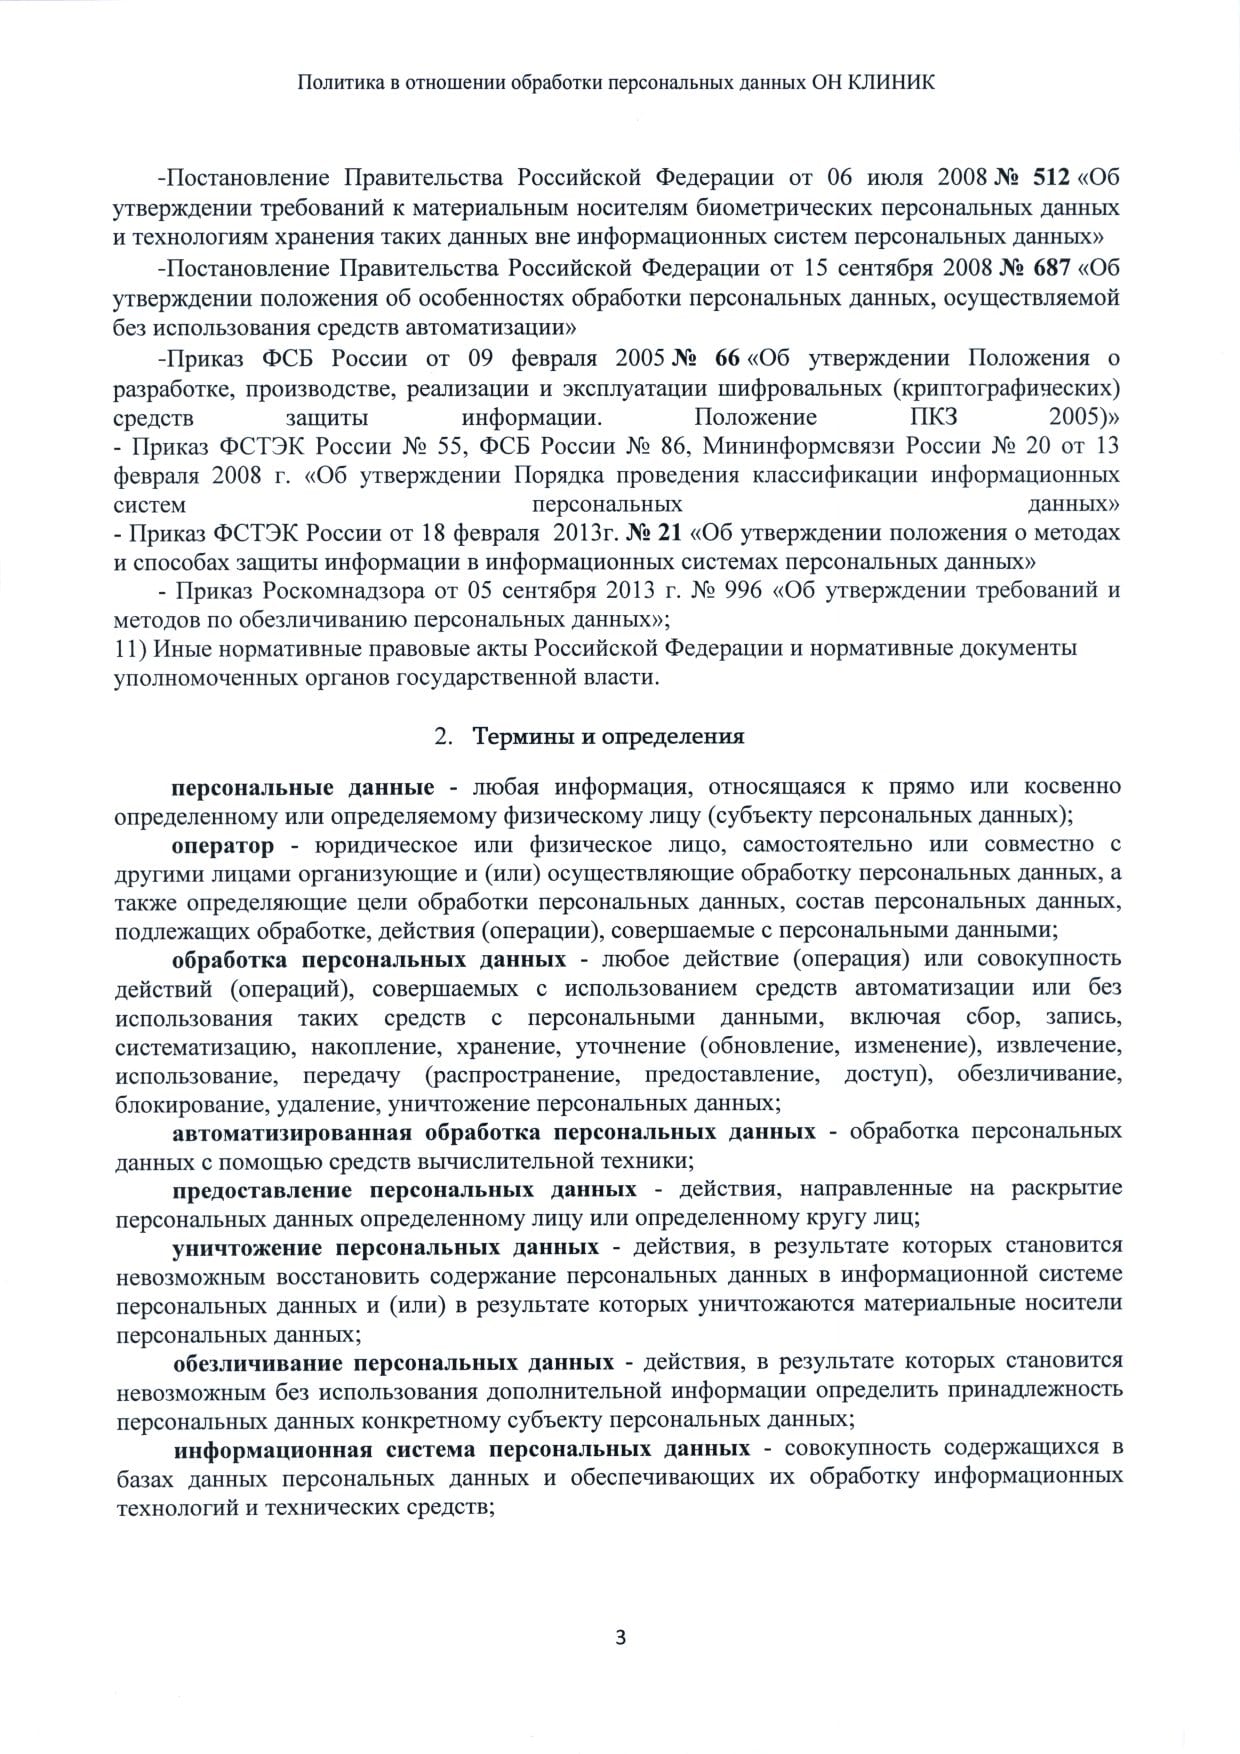 Политика в отношении обработки персональных данных ОН КЛИНИК
-Постановление Правительства Российской Федерации от 06 июля 2008 № 512 «Об
утверждении требований к материальным носителям биометрических персональных данных
и технологиям хранения таких данных вне информационных систем персональных данных»
-Постановление Правительства Российской Федерации от 15 сентября 2008 № 687 «Об
утверждении положения об особенностях обработки персональных данных, осуществляемой
без использования средств автоматизации»
-Приказ ФСБ России от 09 февраля 2005 № 66 «Об утверждении Положения о
разработке, производстве, реализации и эксплуатации шифровальных (криптографических)
средств защиты информации. Положение ПКЗ 2005)»
- Приказ ФСТЭК России № 55, ФСБ России № 86, Мининформсвязи России № 20 от 13
февраля 2008 г. «Об утверждении Порядка проведения классификации информационных
систем персональных данных»
- Приказ ФСТЭК России от 18 февраля 2013г. № 21 «Об утверждении положения о методах
и способах защиты информации в информационных системах персональных данных»
- Приказ Роскомнадзора от 05 сентября 2013 г. № 996 «Об утверждении требований и
методов по обезличиванию персональных данных»;
11) Иные нормативные правовые акты Российской Федерации и нормативные документы
уполномоченных органов государственной власти.
2. Термины и определения
персональные данные - любая информация, относящаяся к прямо или косвенно
определенному или определяемому физическому лицу (субъекту персональных данных);
оператор - юридическое или физическое лицо, самостоятельно или совместно с
другими лицами организующие и (или) осуществляющие обработку персональных данных, а
также определяющие цели обработки персональных данных, состав персональных данных,
подлежащих обработке, действия (операции), совершаемые с персональными данными;
обработка персональных данных - любое действие (операция) или совокупность
действий (операций), совершаемых с использованием средств автоматизации или без
использования таких средств с персональными данными, включая сбор, запись,
систематизацию, накопление, хранение, уточнение (обновление, изменение), извлечение,
использование, передачу (распространение, предоставление, доступ), обезличивание,
блокирование, удаление, уничтожение персональных данных;
автоматизированная обработка персональных данных - обработка персональных
данных с помощью средств вычислительной техники;
предоставление персональных данных - действия, направленные на раскрытие
персональных данных определенному лицу или определенному кругу лиц;
уничтожение персональных данных - действия, в результате которых становится
невозможным восстановить содержание персональных данных в информационной системе
персональных данных и (или) в результате которых уничтожаются материальные носители
персональных данных;
обезличивание персональных данных - действия, в результате которых становится
невозможным без использования дополнительной информации определить принадлежность
персональных данных конкретному субъекту персональных данных;
информационная система персональных данных - совокупность содержащихся в
базах данных персональных данных и обеспечивающих их обработку информационных
технологий и технических средств;
3